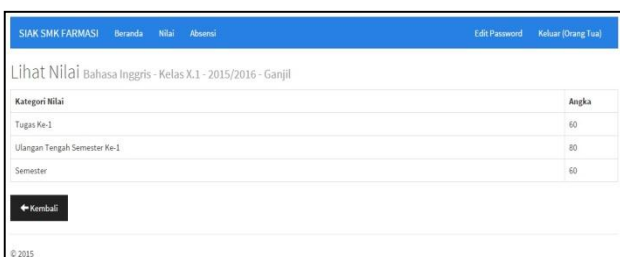 SIAK SMK FARMASI Beranda Nilai Absensi Edit Password Keluar (Orang Tua)
Lihat Nilai Bahasa Inggris - Kelas X.1 - 2015/2016 - Ganjil
Kategori Nilai Angka
Tugas Ke-1 60
Ulangan Tengah Semester Ke-1 80
Semester 60
Kembali
© 2015